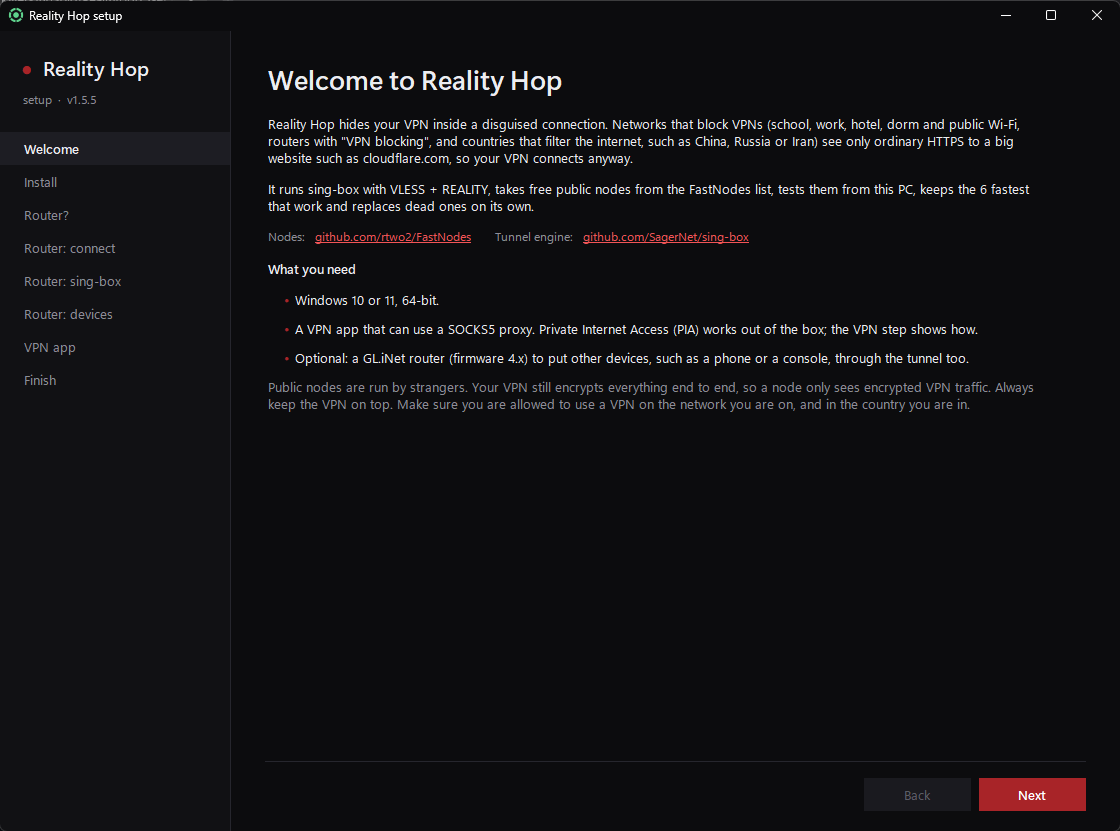 Reality Hop setup
Reality Hop
setup · v1.5.5
Welcome
Install
Router?
Router: connect
Router: sing-box
Router: devices
VPN app
Finish
Welcome to Reality Hop
Reality Hop hides your VPN inside a disguised connection. Networks that block VPNs (school, work, hotel, dorm and public Wi-Fi,
routers with "VPN blocking", and countries that filter the internet, such as China, Russia or Iran) see only ordinary HTTPS to a big
website such as cloudflare.com, so your VPN connects anyway.
It runs sing-box with VLESS + REALITY, takes free public nodes from the FastNodes list, tests them from this PC, keeps the 6 fastest
that work and replaces dead ones on its own.
Nodes: github.com/rtwo2/FastNodes Tunnel engine: github.com/SagerNet/sing-box
What you need
• Windows 10 or 11, 64-bit.
• A VPN app that can use a SOCKS5 proxy. Private Internet Access (PIA) works out of the box; the VPN step shows how.
• Optional: a GL.iNet router (firmware 4.x) to put other devices, such as a phone or a console, through the tunnel too.
Public nodes are run by strangers. Your VPN still encrypts everything end to end, so a node only sees encrypted VPN traffic. Always
keep the VPN on top. Make sure you are allowed to use a VPN on the network you are on, and in the country you are in.
Back
Next